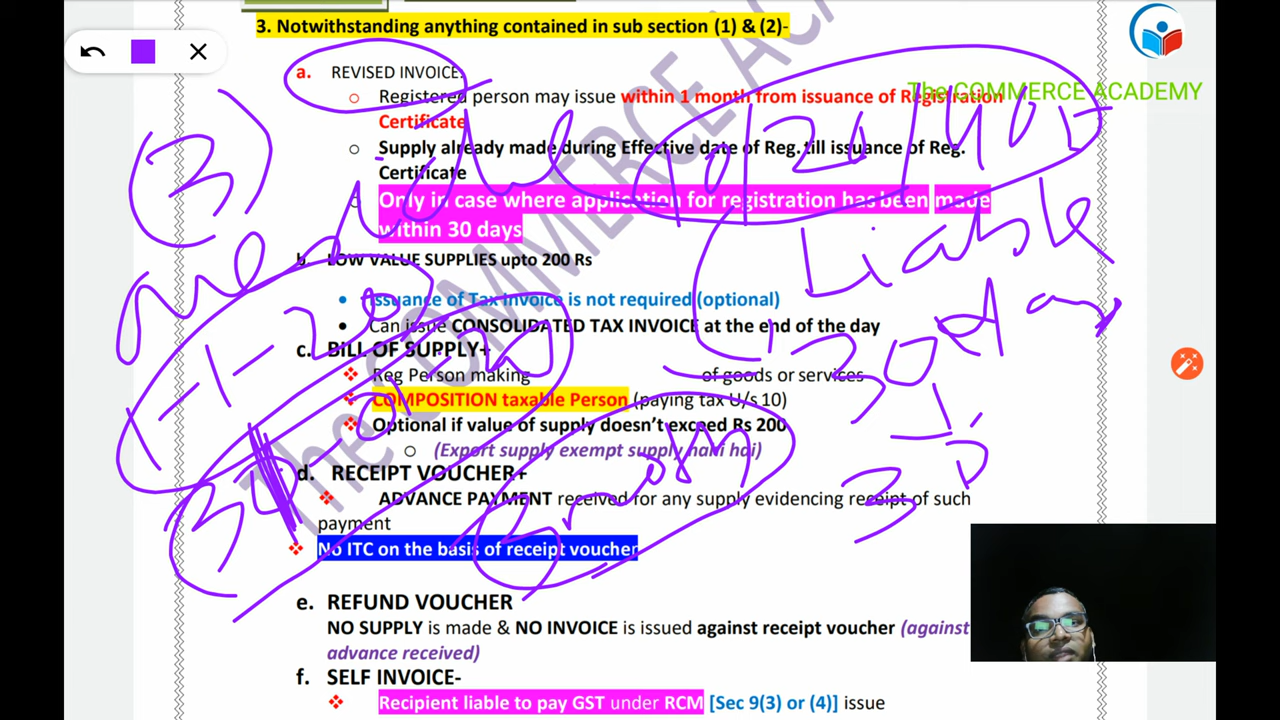 3. Notwithstanding anything contained in sub section (1) & (2)-
a. REVISED INVOICE:
The COMMERCE ACADEMY
Registered person may issue within 1 month from issuance of Registration
Certificate
Supply already made during Effective date of Reg. till issuance of Reg.
Certificate
Only in case where application for registration has been made
within 30 days
b. LOW VALUE SUPPLIES upto 200 Rs
Issuance of Tax Invoice is not required (optional)
Can issue CONSOLIDATED TAX INVOICE at the end of the day
c. BILL OF SUPPLY+
Reg Person making of goods or services
COMPOSITION taxable Person (paying tax U/s 10)
Optional if value of supply doesn't exceed Rs 200
(Export supply exempt supply nahi hai)
d. RECEIPT VOUCHER+
ADVANCE PAYMENT received for any supply evidencing receipt of such
payment
No ITC on the basis of receipt voucher
e. REFUND VOUCHER
NO SUPPLY is made & NO INVOICE is issued against receipt voucher (against
advance received)
f. SELF INVOICE-
Recipient liable to pay GST under RCM [Sec 9(3) or (4)] issue
(3)
10/20/40L
Liable
30 days